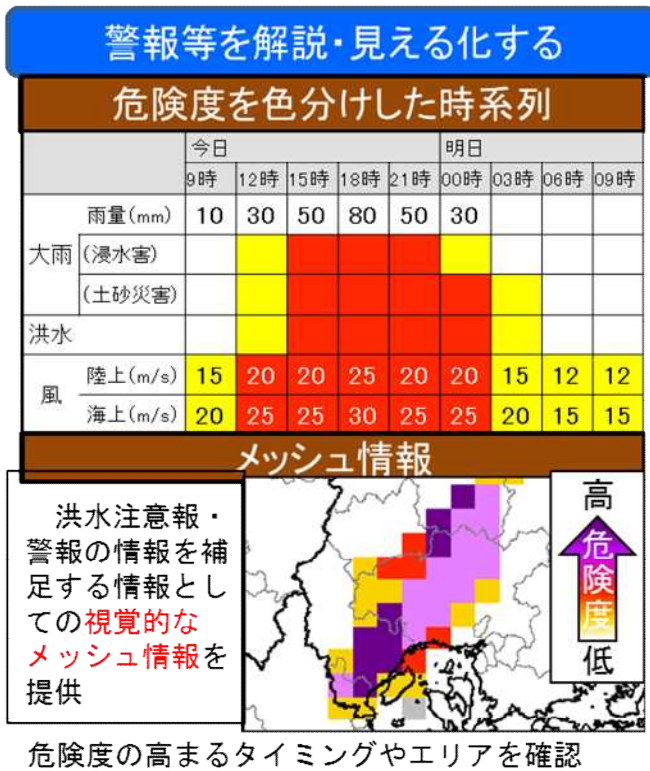 警報等を解説・見える化する
危険度を色分けした時系列
今日 明日
9時 12時 15時 18時 21時 00時 03時 06時 09時
雨量(mm) 10 30 50 80 50 30
大雨 (浸水害)
(土砂災害)
洪水
風 陸上(m/s) 15 20 20 25 20 20 15 12 12
海上(m/s) 20 25 25 30 25 25 20 15 15
メッシュ情報
洪水注意報・
警報の情報を補
足する情報とし
ての視覚的な
メッシュ情報を
提供
高
危険度
低
危険度の高まるタイミングやエリアを確認